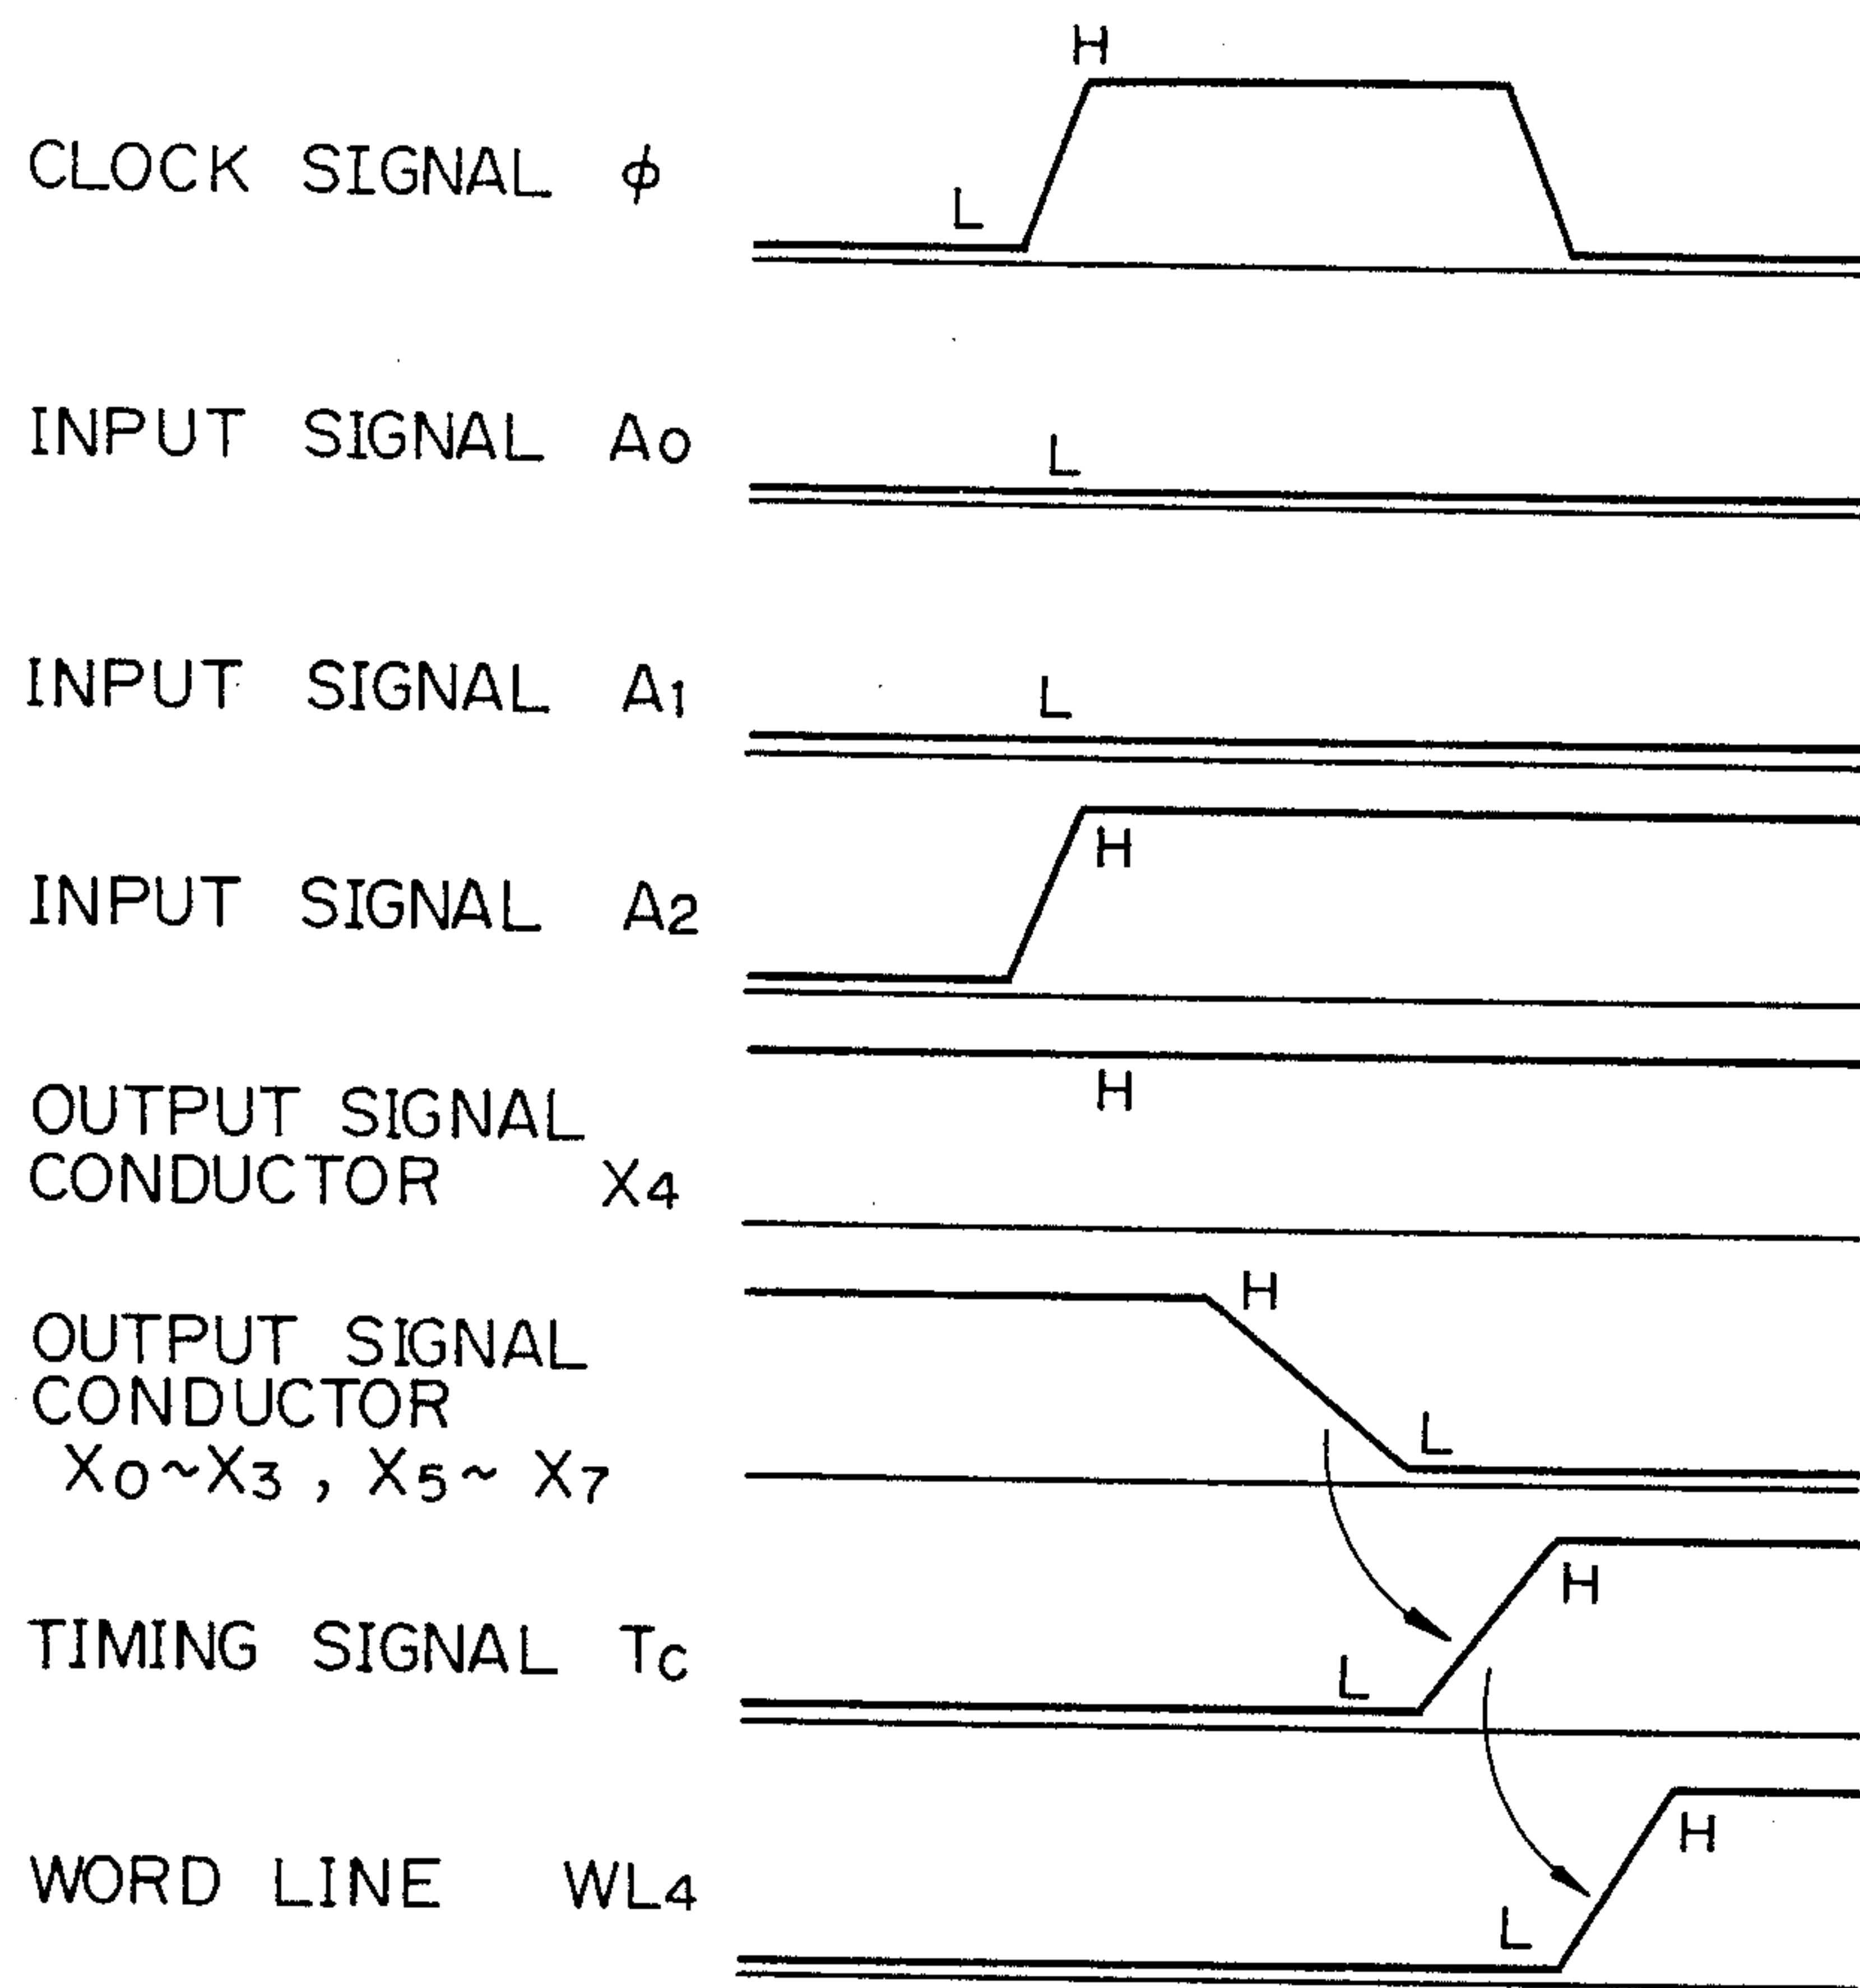 H
CLOCK SIGNAL ϕ
L
INPUT SIGNAL A0
L
INPUT SIGNAL A1
L
INPUT SIGNAL A2
H
H
OUTPUT SIGNAL
CONDUCTOR X4
H
OUTPUT SIGNAL
CONDUCTOR
X0~X3, X5~X7
L
H
TIMING SIGNAL Tc
L
H
WORD LINE WL4
L